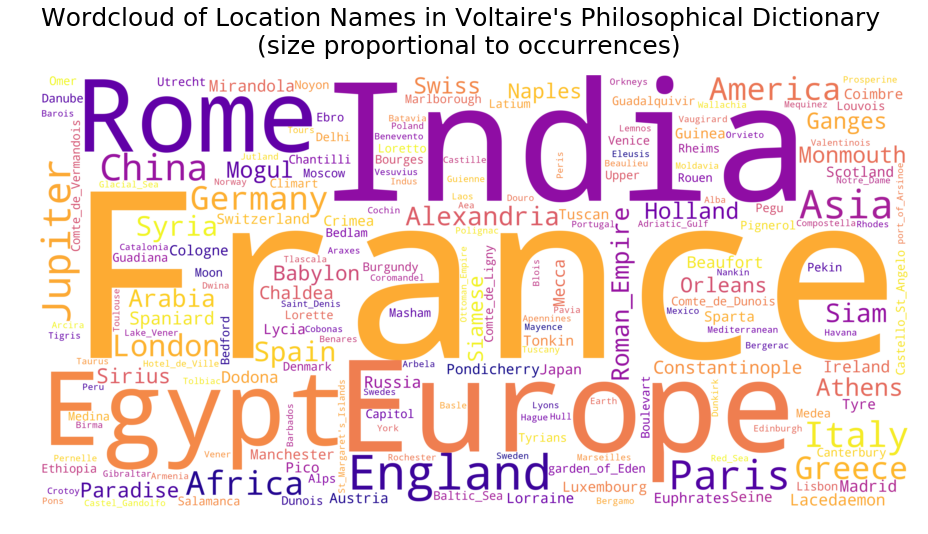 Wordcloud of Location Names in Voltaire's Philosophical Dictionary
(size proportional to occurrences)
Omer
Utrecht
Mirandola
Noyon
Swiss
Naples
Orkneys
America
Prosperine
Coimbre
Danube
Barois
Rome
India
Marlborough
Latium
Guadalquivir
Wallachia
Mequinez
Louvois
Ebro
Tours
Delhi
Batavia
Poland
Benevento
Loretto
Lemnos
Venice
Vaugirard
Guinea
Orvieto
Rheims
Ganges
Valentinois
Comte_de_Vermandois
China
Mogul
Jutland
Chantilli
Moscow
Bourges
Vesuvius
Indus
Castille
Guienne
Peris
Eleusis
Beaulieu
Upper
Moldavia
Rouen
Monmouth
Scotland
Notre_Dame
Jupiter
Glacial_Sea
Norway
Climart
Germany
Laos
Douro
Alba
Pegu
Asia
port_of_Arsinoe
Syria
Switzerland
Crimea
Cochin
Alexandria
Tuscan
Portugal
Holland
Adriatic_Gulf
Pignerol
Compostella
Rhodes
Bedlam
Polignac
France
Catalonia
Guadiana
Cologne
Araxes
Moon
Tlascala
Babylon
Burgundy
Coromandel
Ottoman_Empire
Siamese
Comte_de_Ligny
Blois
Mecca
Roman_Empire
Beaufort
Nankin
Pekin
Castello_St_Angelo
Dwina
Arabia
Spaniard
Toulouse
Chaldea
Saint_Denis
Lorette
Masham
Pavia
Apennines
Orleans
Comte_de_Dunois
Mexico
Sparta
Mediterranean
Siam
Havana
Arcira
Tigris
Lake_Vener
London
Bedford
Lycia
Cobonas
Benares
Mayence
Tonkin
Tuscany
Bergerac
Hotel_de_Ville
Spain
Taurus
Sirius
Peru
Tolbiac
Dodona
Denmark
Arbela
Pondicherry
Japan
Constantinople
Ireland
Egypt
Europe
Russia
Swedes
Athens
Medina
Birma
Barbados
St_Margaret's_Islands
Capitol
York
Basle
Lyons
Hague
Hull
Earth
Boulevart
Dunkirk
Medea
Tyre
Edinburgh
Tyrians
Italy
Pernelle
Ethiopia
Gibraltar
Armenia
Vener
Manchester
Pico
Alps
Rochester
England
Sweden
Marseilles
garden_of_Eden
Red_Sea
Paris
Canterbury
Greece
Crotoy
Pons
Paradise
Castel_Gandolfo
Salamanca
Africa
Dunois
Austria
Baltic_Sea
Lorraine
Luxembourg
Bergamo
Euphrates
Seine
Lisbon
Madrid
Lacedaemon